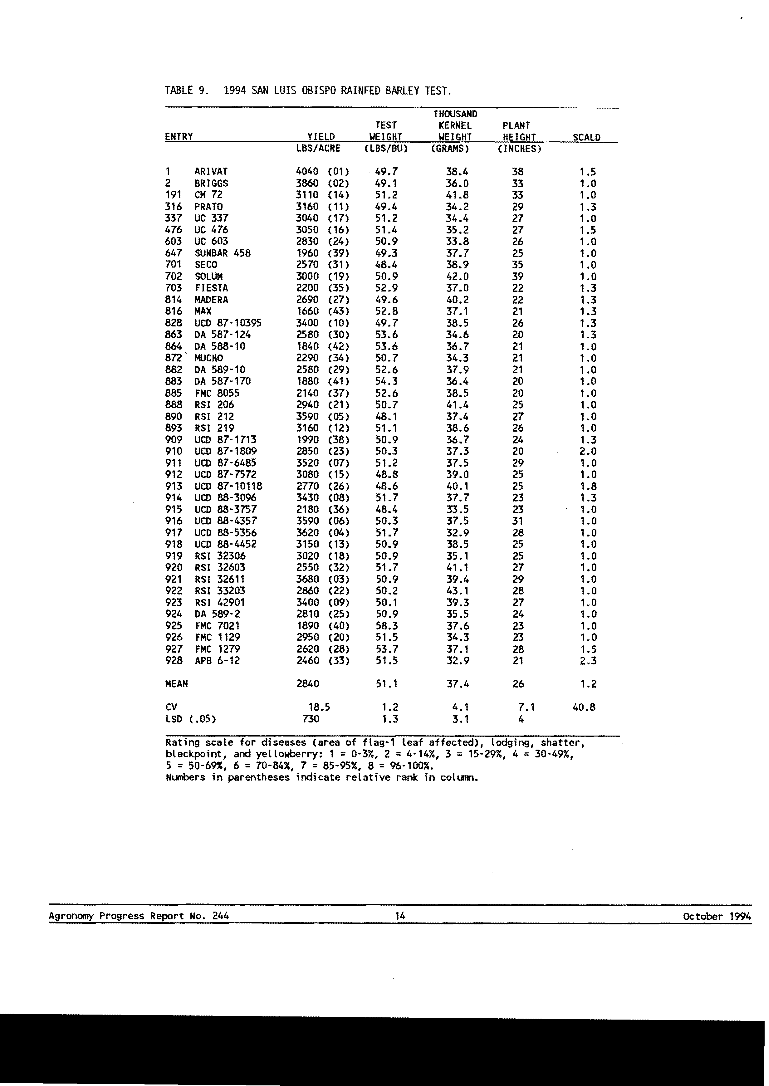 TABLE 9. 1994 SAN LUIS OBISPO RAINFED BARLEY TEST.
THOUSAND
TEST KERNEL PLANT
ENTRY YIELD WEIGHT WEIGHT HEIGHT SCALD
LBS/ACRE (LBS/BU) (GRAMS) (INCHES)
1 ARIVAT 4040 (01) 49.7 38.4 38 1.5
2 BRIGGS 3860 (02) 49.1 36.0 33 1.0
191 CM 72 3110 (14) 51.2 41.8 33 1.0
316 PRATO 3160 (11) 49.4 34.2 29 1.3
337 UC 337 3040 (17) 51.2 34.4 27 1.0
476 UC 476 3050 (16) 51.4 35.2 27 1.5
603 UC 603 2830 (24) 50.9 33.8 26 1.0
647 SUNBAR 458 1960 (39) 49.3 37.7 25 1.0
701 SECO 2570 (31) 48.4 38.9 35 1.0
702 SOLUM 3000 (19) 50.9 42.0 39 1.0
703 FIESTA 2200 (35) 52.9 37.0 22 1.3
814 MADERA 2690 (27) 49.6 40.2 22 1.3
816 MAX 1660 (43) 52.8 37.1 21 1.3
828 UCD 87-10395 3400 (10) 49.7 38.5 26 1.3
863 DA 587-124 2580 (30) 53.6 34.6 20 1.3
864 DA 588-10 1840 (42) 53.6 36.7 21 1.0
872 MUCHO 2290 (34) 50.7 34.3 21 1.0
882 DA 589-10 2580 (29) 52.6 37.9 21 1.0
883 DA 587-170 1880 (41) 54.3 36.4 20 1.0
885 FMC 8055 2140 (37) 52.6 38.5 20 1.0
888 RSI 206 2940 (21) 50.7 41.4 25 1.0
890 RSI 212 3590 (05) 48.1 37.4 27 1.0
893 RSI 219 3160 (12) 51.1 38.6 26 1.0
909 UCD 87-1713 1990 (38) 50.9 36.7 24 1.3
910 UCD 87-1809 2850 (23) 50.3 37.3 20 2.0
911 UCD 87-6485 3520 (07) 51.2 37.5 29 1.0
912 UCD 87-7572 3080 (15) 48.8 39.0 25 1.0
913 UCD 87-10118 2770 (26) 48.6 40.1 25 1.8
914 UCD 88-3096 3430 (08) 51.7 37.7 23 1.3
915 UCD 88-3757 2180 (36) 48.4 33.5 23 1.0
916 UCD 88-4357 3590 (06) 50.3 37.5 31 1.0
917 UCD 88-5356 3620 (04) 51.7 32.9 28 1.0
918 UCD 88-4452 3150 (13) 50.9 38.5 25 1.0
919 RSI 32306 3020 (18) 50.9 35.1 25 1.0
920 RSI 32603 2550 (32) 51.7 41.1 27 1.0
921 RSI 32611 3680 (03) 50.9 39.4 29 1.0
922 RSI 33203 2860 (22) 50.2 43.1 28 1.0
923 RSI 42901 3400 (09) 50.1 39.3 27 1.0
924 DA 589-2 2810 (25) 50.9 35.5 24 1.0
925 FMC 7021 1890 (40) 58.3 37.6 23 1.0
926 FMC 1129 2950 (20) 51.5 34.3 23 1.0
927 FMC 1279 2620 (28) 53.7 37.1 28 1.5
928 APB 6-12 2460 (33) 51.5 32.9 21 2.3
MEAN 2840 51.1 37.4 26 1.2
CV 18.5 1.2 4.1 7.1 40.8
LSD (.05) 730 1.3 3.1 4
Rating scale for diseases (area of flag-1 leaf affected), lodging, shatter,
blackpoint, and yellowberry: 1 = 0-3%, 2 = 4-14%, 3 = 15-29%, 4 = 30-49%,
5 = 50-69%, 6 = 70-84%, 7 = 85-95%, 8 = 96-100%.
Numbers in parentheses indicate relative rank in column.
Agronomy Progress Report No. 244 14 October 1994